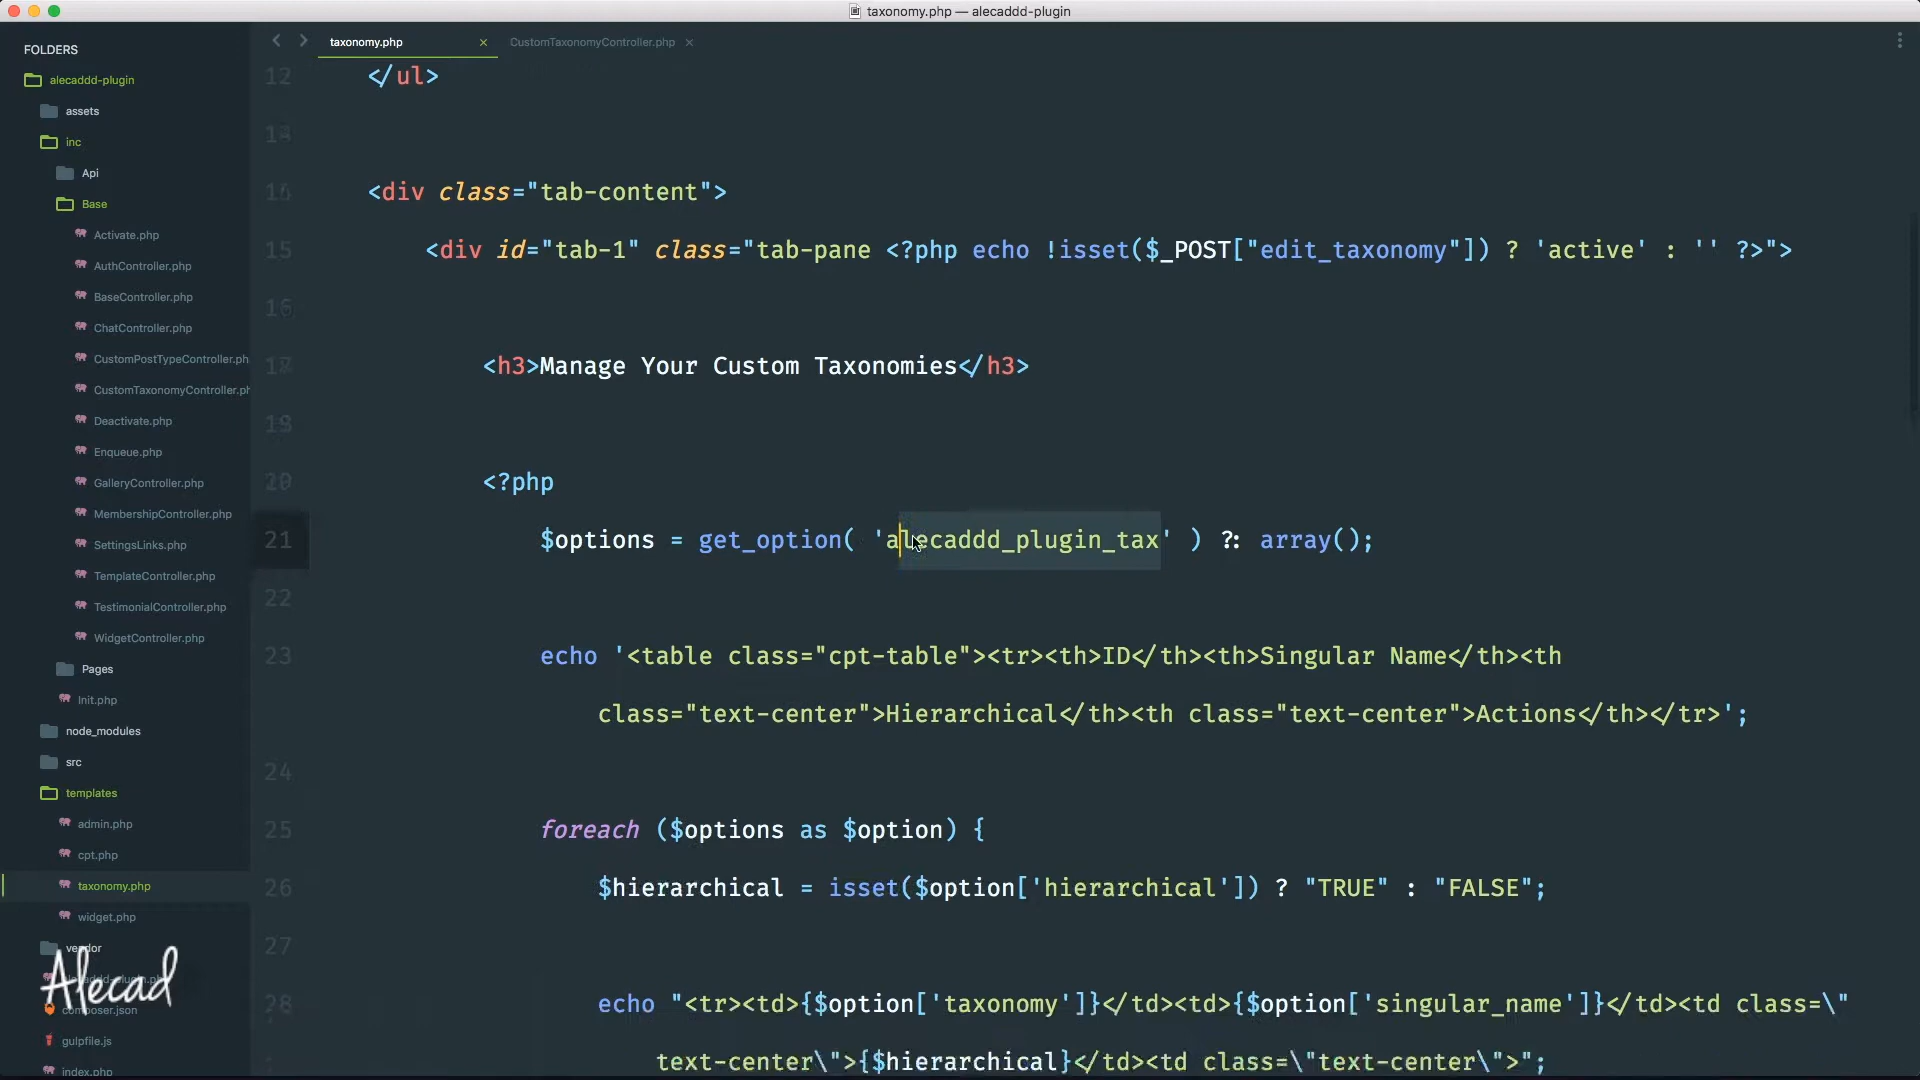 taxonomy.php — alecaddd-plugin
FOLDERS
alecaddd-plugin
assets
inc
Api
Base
Activate.php
AuthController.php
BaseController.php
ChatController.php
CustomPostTypeController.ph
CustomTaxonomyController.ph
Deactivate.php
Enqueue.php
GalleryController.php
MembershipController.php
SettingsLinks.php
TemplateController.php
TestimonialController.php
WidgetController.php
Pages
Init.php
node_modules
src
templates
admin.php
cpt.php
taxonomy.php
widget.php
vendor
Alecad
composer.json
gulpfile.js
index.php
taxonomy.php CustomTaxonomyController.php
12 </ul>
<div class="tab-content">
15 <div id="tab-1" class="tab-pane <?php echo !isset($_POST["edit_taxonomy"]) ? 'active' : '' ?>">
<h3>Manage Your Custom Taxonomies</h3>
<?php
21 $options = get_option( 'alecaddd_plugin_tax' ) ?: array();
22
23 echo '<table class="cpt-table"><tr><th>ID</th><th>Singular Name</th><th
class="text-center">Hierarchical</th><th class="text-center">Actions</th></tr>';
24
25 foreach ($options as $option) {
26 $hierarchical = isset($option['hierarchical']) ? "TRUE" : "FALSE";
27
28 echo "<tr><td>{$option['taxonomy']}</td><td>{$option['singular_name']}</td><td class=\"
text-center\">{$hierarchical}</td><td class=\"text-center\">";